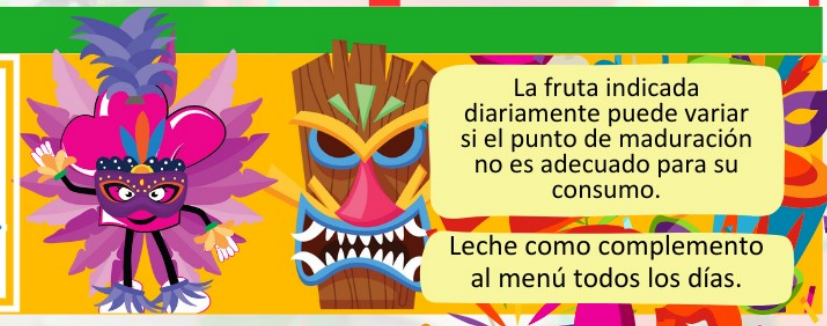 La fruta indicada
diariamente puede variar
si el punto de maduración
no es adecuado para su
consumo.
Leche como complemento
al menú todos los días.